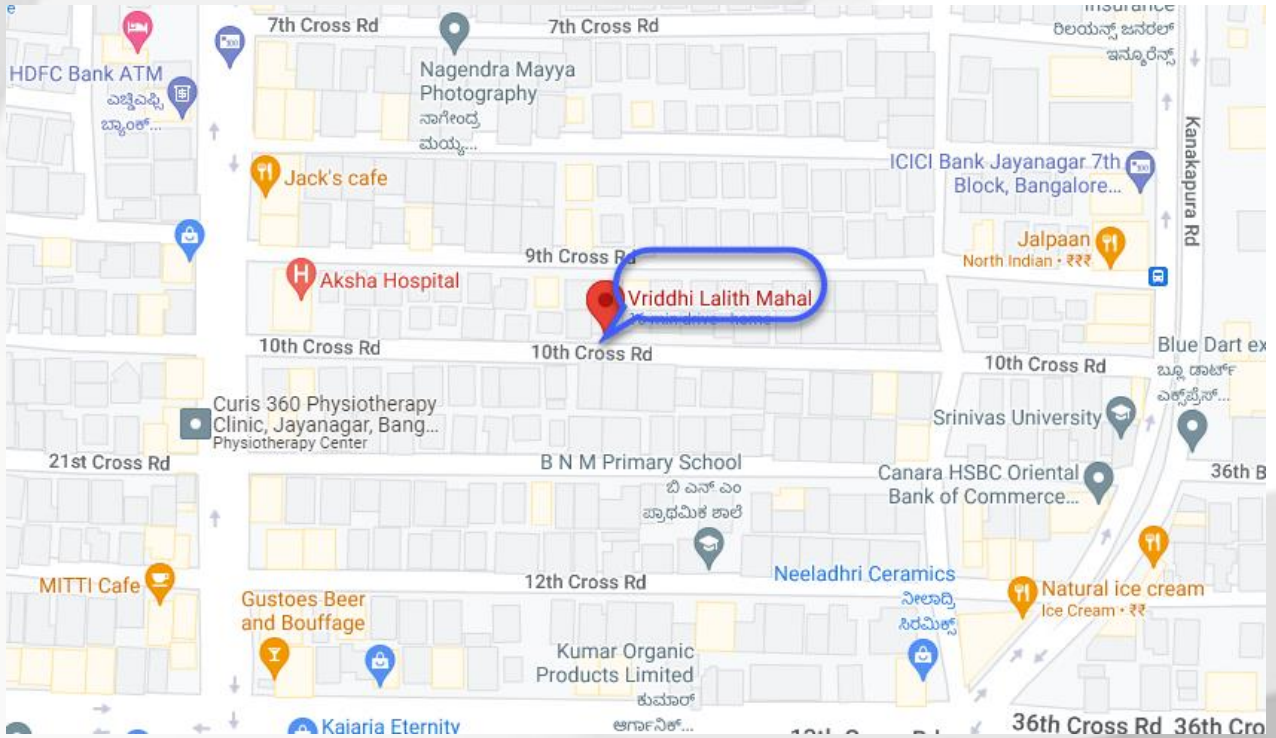 e
7th Cross Rd
7th Cross Rd
ರಿಲಯನ್ಸ್ ಜನರಲ್
ಇನ್ಶೂರೆನ್ಸ್
HDFC Bank ATM
ಎಚ್ಡಿಎಫ್ಸಿ
ಬ್ಯಾಂಕ್...
Nagendra Mayya
Photography
ನಾಗೇಂದ್ರ
ಮಯ್ಯ...
Kanakapura Rd
Jack's cafe
ICICI Bank Jayanagar 7th
Block, Bangalore...
Jalpaan
North Indian · ₹₹₹
9th Cross Rd
Aksha Hospital
H
Vriddhi Lalith Mahal
min drive - home
10th Cross Rd
10th Cross Rd
10th Cross Rd
Blue Dart ex
ಬ್ಲೂ ಡಾರ್ಟ್
ಎಕ್ಸ್‌ಪ್ರೆಸ್...
Curis 360 Physiotherapy
Clinic, Jayanagar, Bang...
Physiotherapy Center
Srinivas University
21st Cross Rd
B N M Primary School
ಬಿ ಎನ್ ಎಂ
ಪ್ರಾಥಮಿಕ ಶಾಲೆ
Canara HSBC Oriental
Bank of Commerce...
36th B
MITTI Cafe
12th Cross Rd
Neeladhri Ceramics
ನೀಲಾದ್ರಿ
ಸಿರಮಿಕ್ಸ್
Natural ice cream
Ice Cream · ₹₹
Gustoes Beer
and Bouffage
Kumar Organic
Products Limited
ಕುಮಾರ್
ಆರ್ಗಾನಿಕ್...
Kajaria Eternity
36th Cross Rd
36th Cro